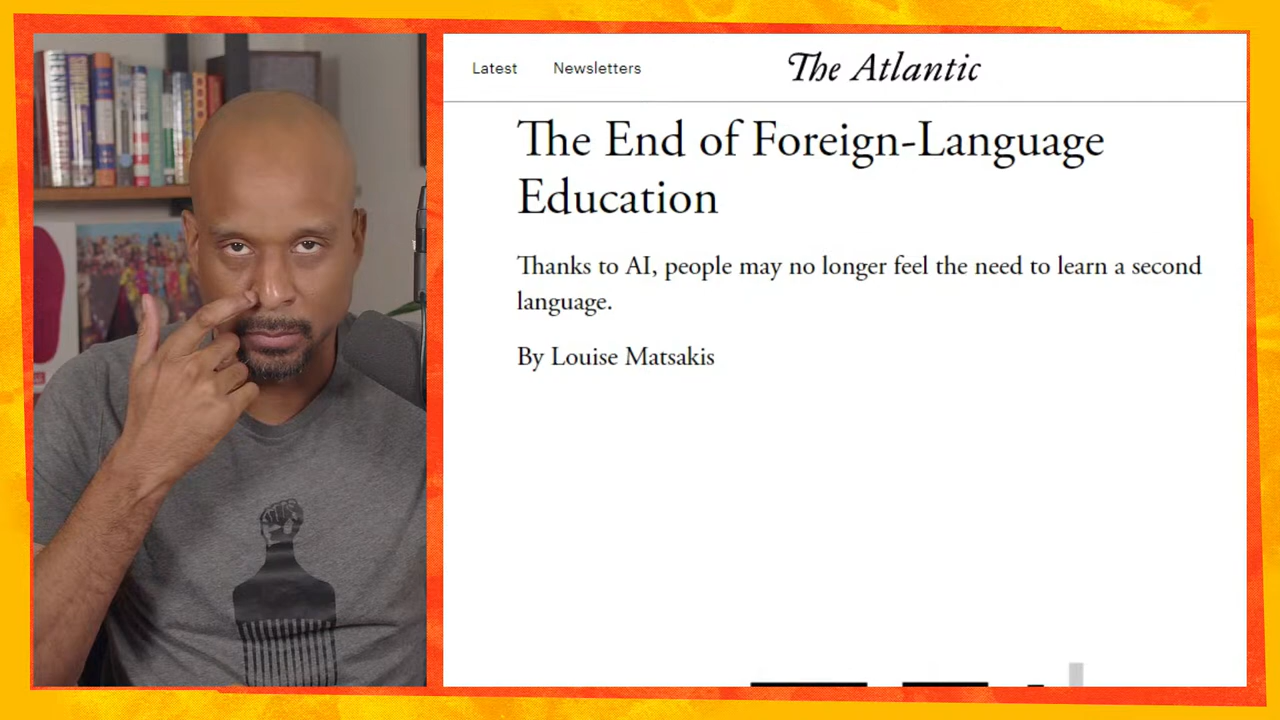 HENRY
Latest
Newsletters
The Atlantic
The End of Foreign-Language
Education
Thanks to AI, people may no longer feel the need to learn a second
language.
By Louise Matsakis